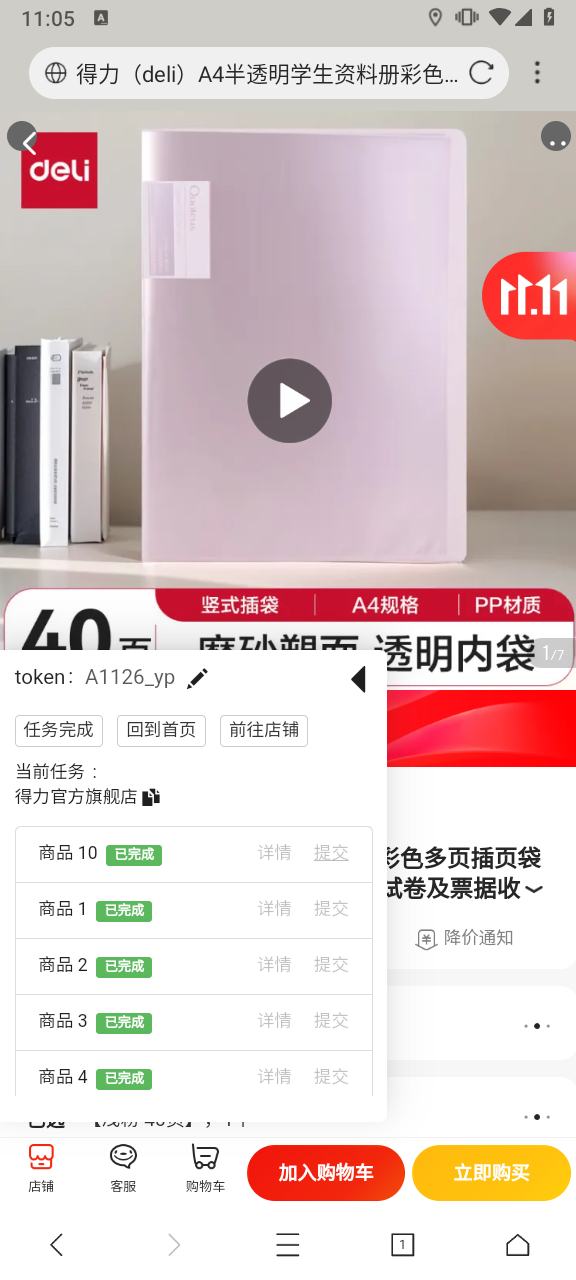 11:05
A
得力（deli）A4半透明学生资料册彩色...
deli
11.11
竖式插袋 A4规格 PP材质
40页 磨砂塑面 透明内袋
1/7
token: A1126_yp
任务完成 回到首页 前往店铺
当前任务 :
得力官方旗舰店
商品 10 已完成 详情 提交
商品 1 已完成 详情 提交
商品 2 已完成 详情 提交
商品 3 已完成 详情 提交
商品 4 已完成 详情 提交
彩色多页插页袋
试卷及票据收
降价通知
店铺 客服 购物车 加入购物车 立即购买
1